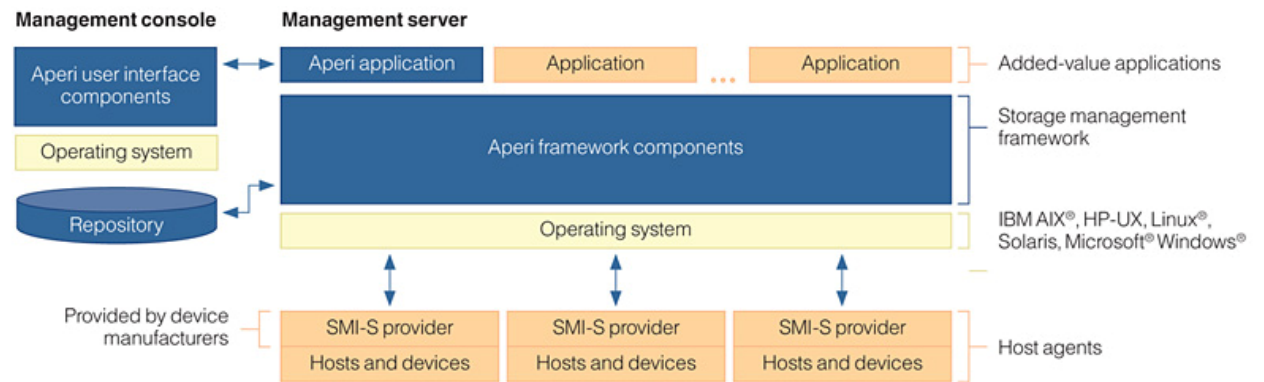 Management console
Management server
Aperi user interface
components
Aperi application
Application
...
Application
Added-value applications
Operating system
Aperi framework components
Storage management
framework
Repository
Operating system
IBM AIX®, HP-UX, Linux®,
Solaris, Microsoft® Windows®
Provided by device
manufacturers
SMI-S provider
SMI-S provider
SMI-S provider
Hosts and devices
Hosts and devices
Hosts and devices
Host agents